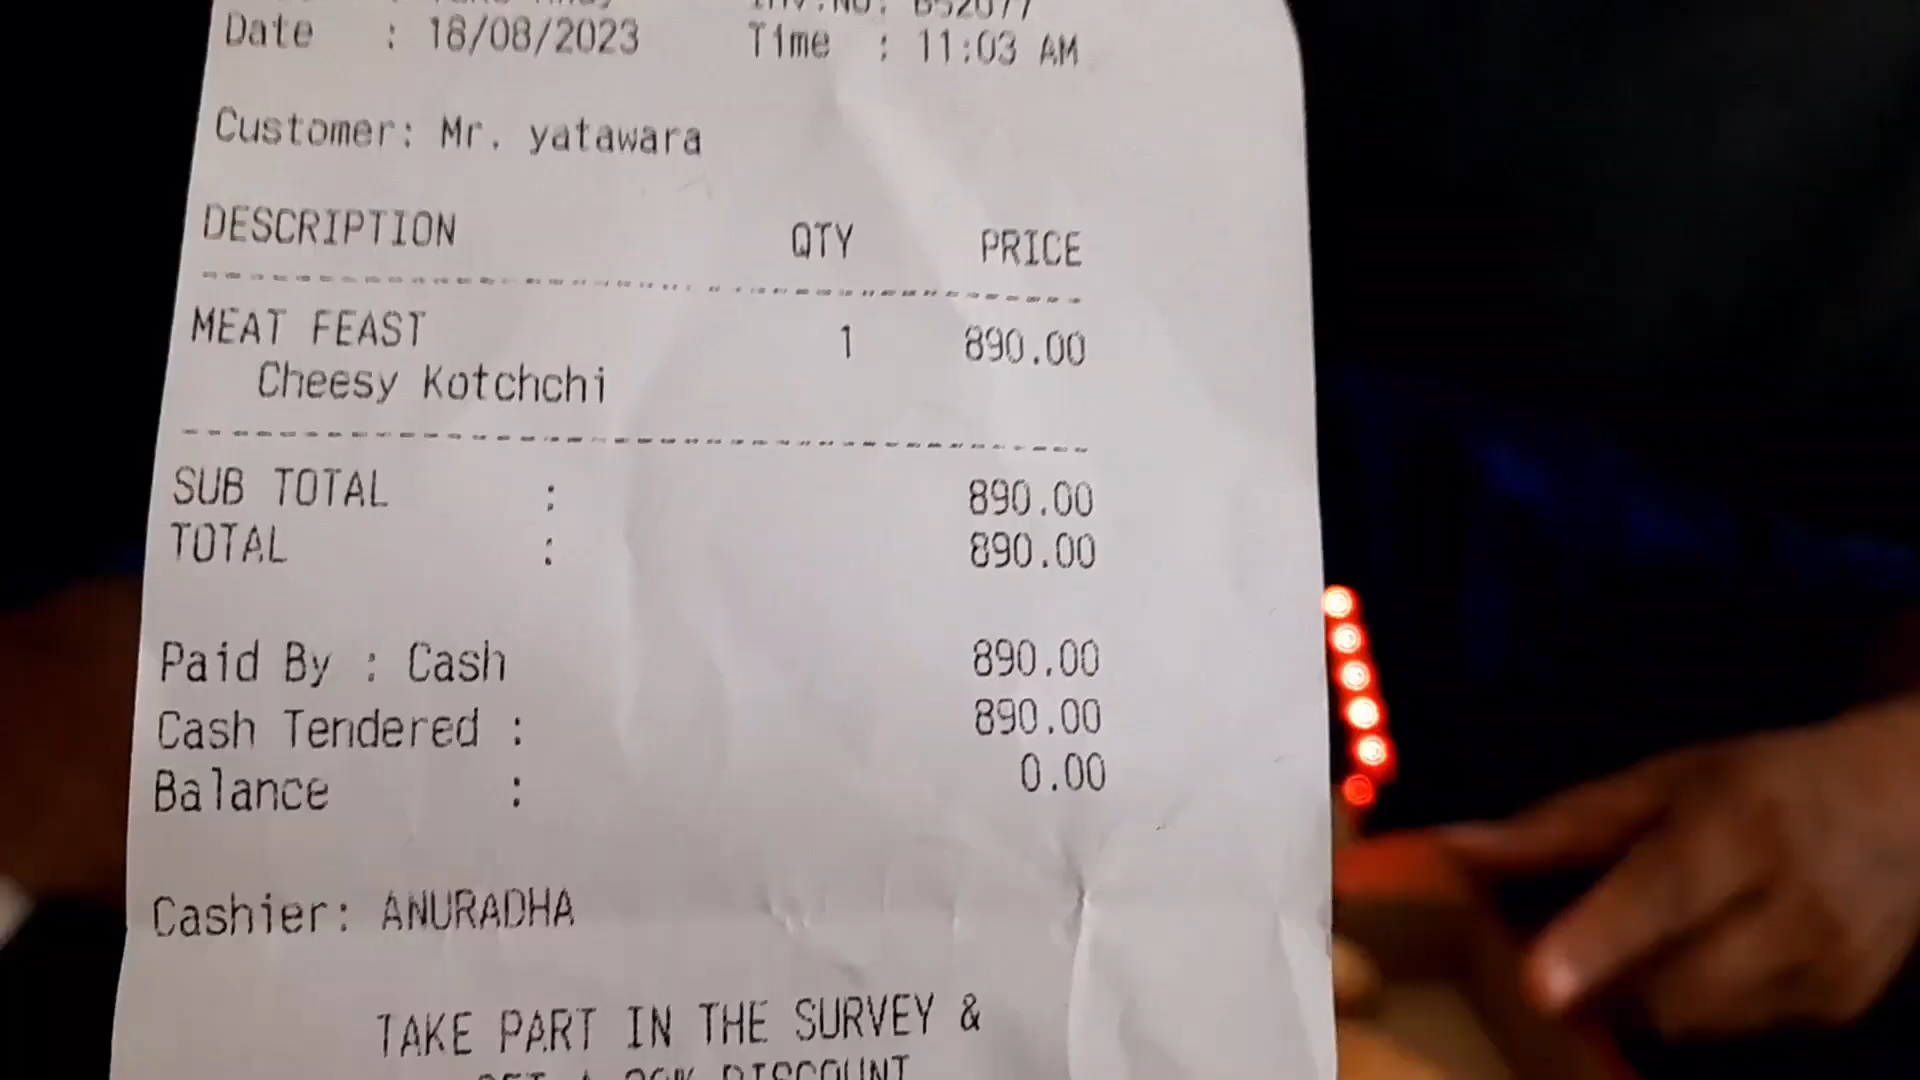 Date : 18/08/2023 Time : 11:03 AM
Customer: Mr. yatawara
DESCRIPTION QTY PRICE
MEAT FEAST 1 890.00
Cheesy Kotchchi
SUB TOTAL : 890.00
TOTAL : 890.00
Paid By : Cash 890.00
Cash Tendered : 890.00
Balance : 0.00
Cashier: ANURADHA
TAKE PART IN THE SURVEY &
DISCOUNT